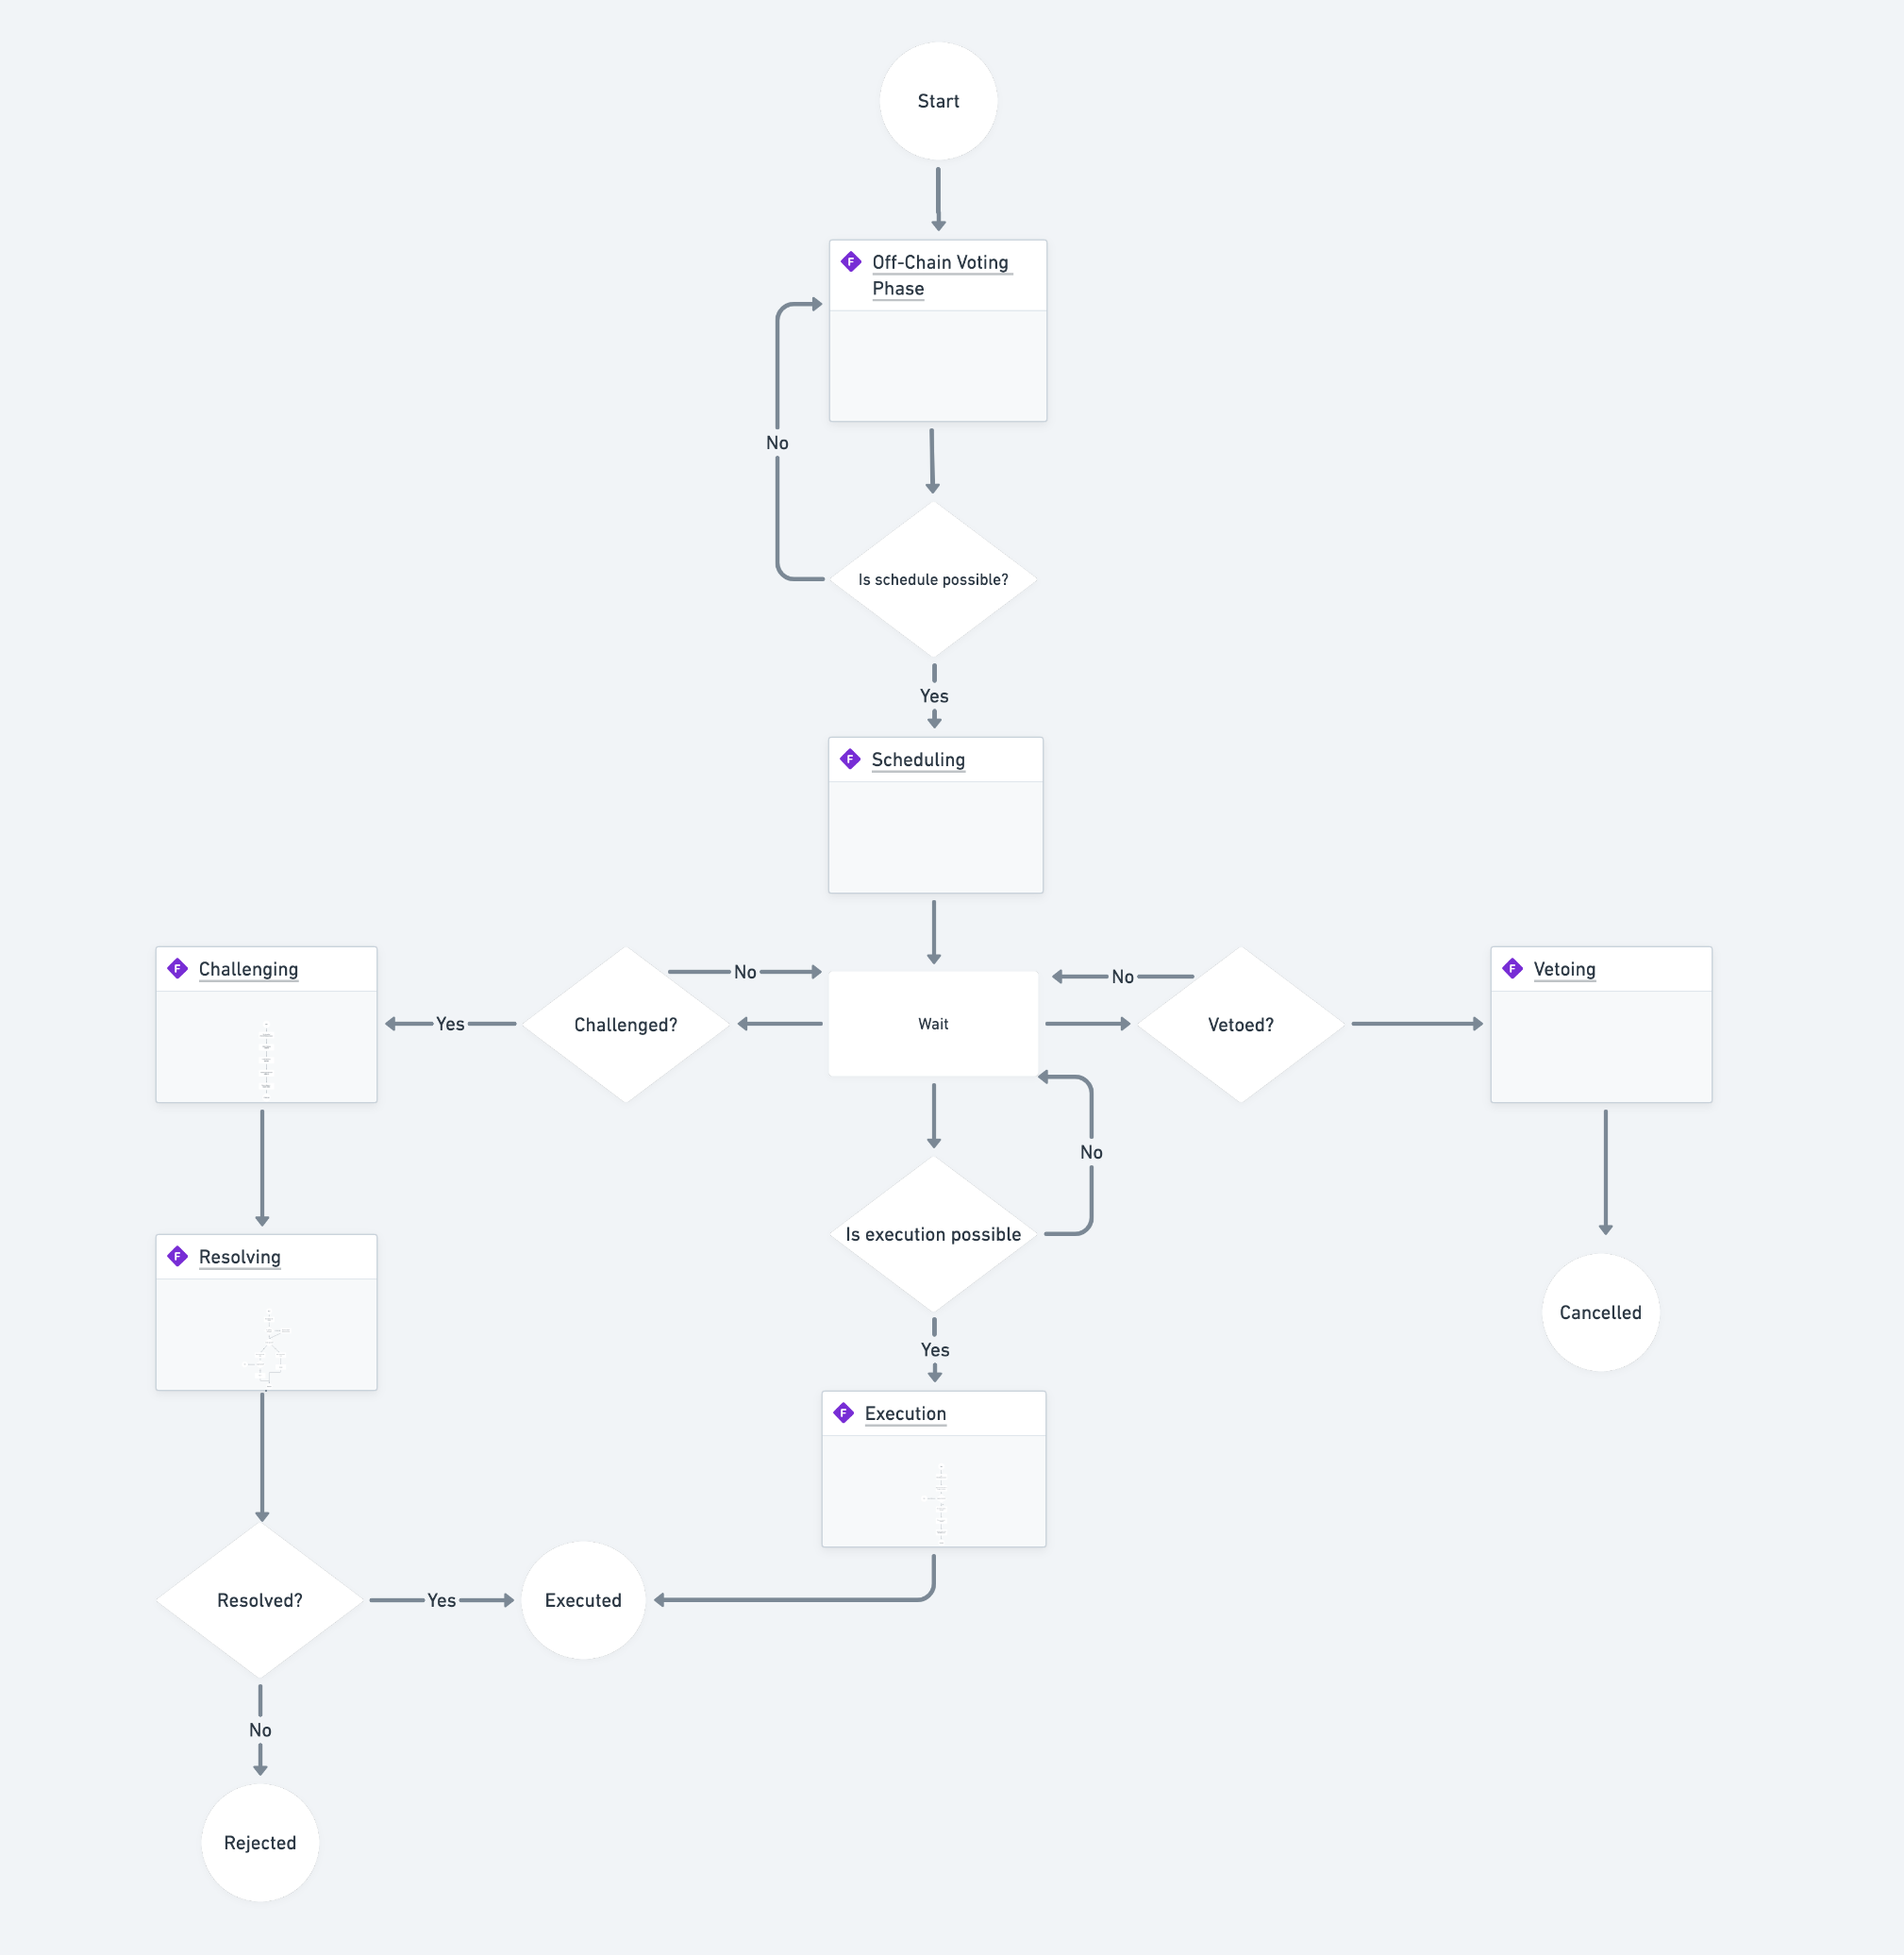 Start
F
Off-Chain Voting
Phase
No
Is schedule possible?
Yes
F
Scheduling
F
Challenging
Yes
Challenged?
No
Wait
No
Vetoed?
F
Vetoing
No
Is execution possible
Yes
F
Resolving
Cancelled
F
Execution
Resolved?
Yes
Executed
No
Rejected